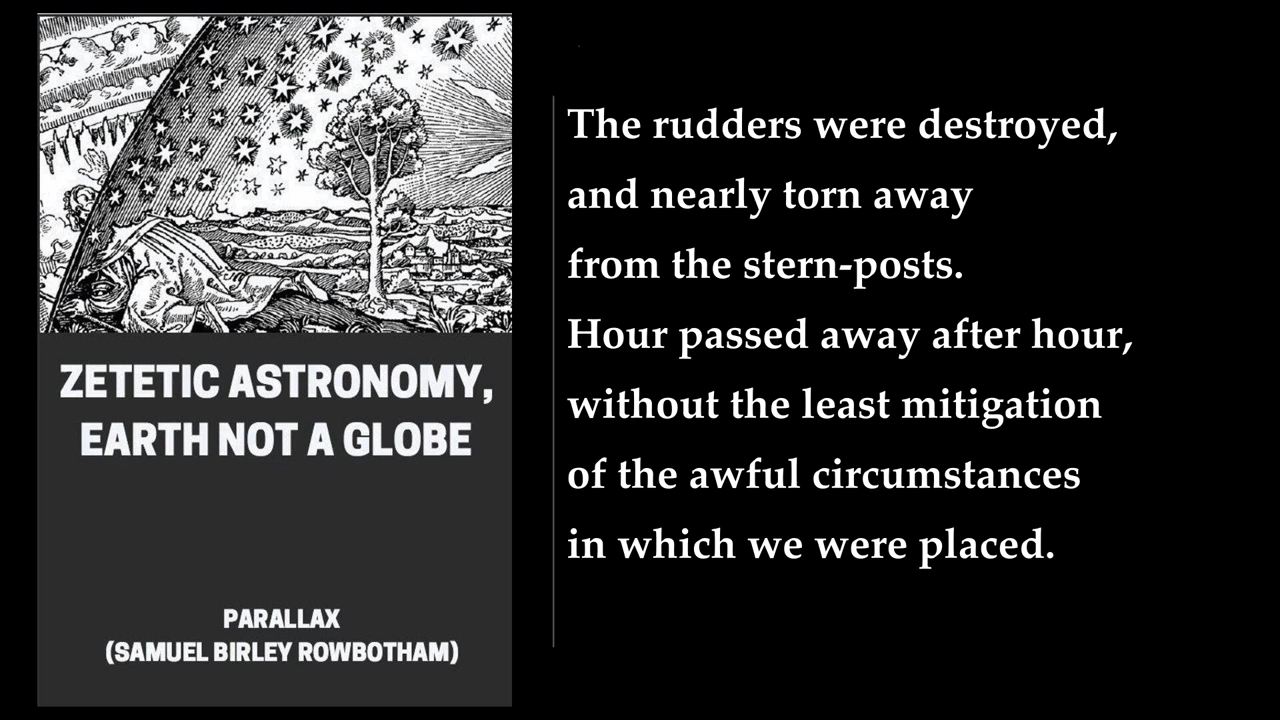 ZETETIC ASTRONOMY,
EARTH NOT A GLOBE
PARALLAX
(SAMUEL BIRLEY ROWBOTHAM)
The rudders were destroyed,
and nearly torn away
from the stern-posts.
Hour passed away after hour,
without the least mitigation
of the awful circumstances
in which we were placed.